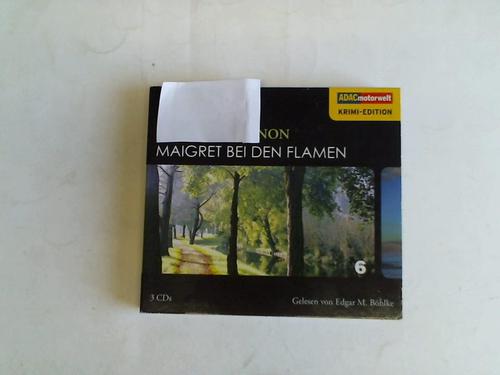 ADACmotorwelt
KRIMI-EDITION
NON
MAIGRET BEI DEN FLAMEN
6
3 CDs
Gelesen von Edgar M. Böhlke